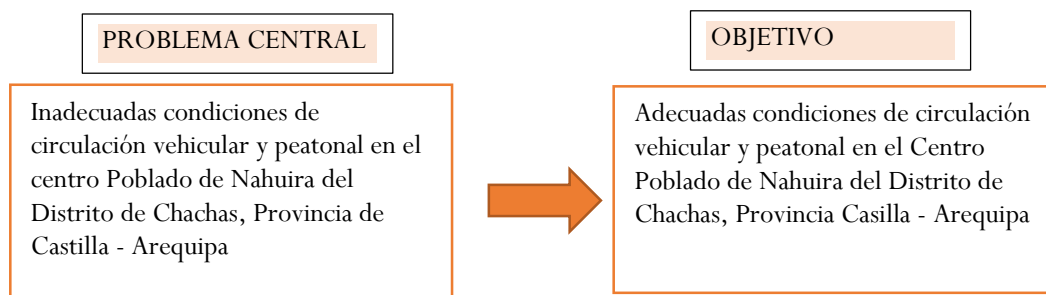 PROBLEMA CENTRAL
Inadecuadas condiciones de
circulación vehicular y peatonal en el
centro Poblado de Nahuira del
Distrito de Chachas, Provincia de
Castilla - Arequipa
OBJETIVO
Adecuadas condiciones de circulación
vehicular y peatonal en el Centro
Poblado de Nahuira del Distrito de
Chachas, Provincia Casilla - Arequipa